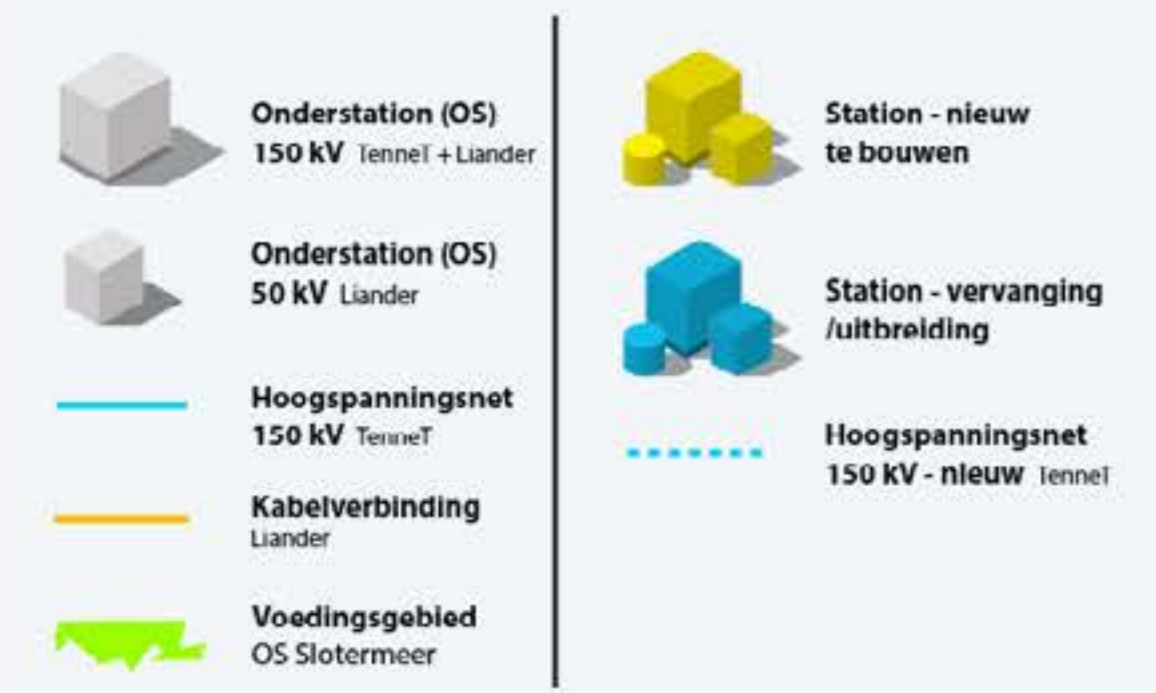 Onderstation (OS)
150 kV TenneT + Liander
Onderstation (OS)
50 kV Liander
Hoogspanningsnet
150 kV TenneT
Kabelverbinding
Liander
Voedingsgebied
OS Slotermeer
Station - nieuw
te bouwen
Station - vervanging
/uitbreiding
Hoogspanningsnet
150 kV - nieuw TenneT